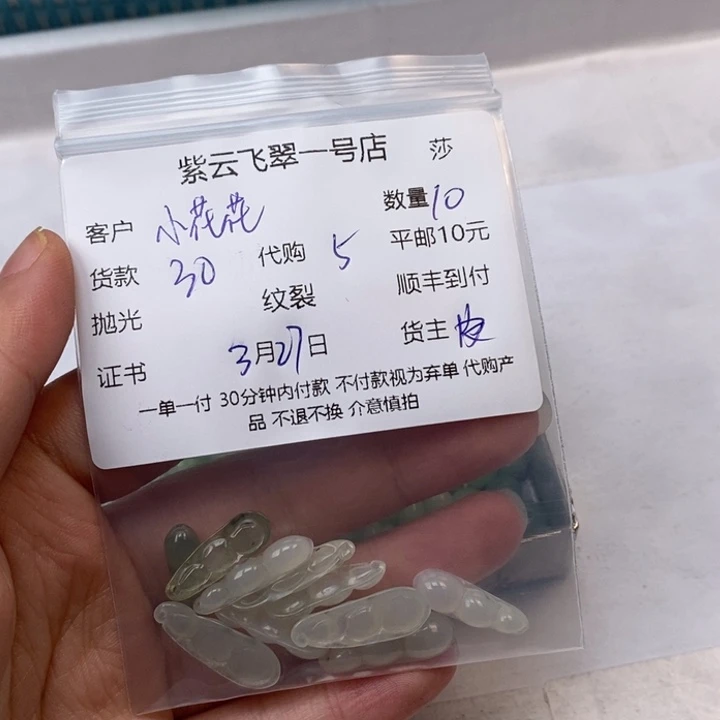 紫云飞翠一号店 莎
客户 小花花 数量10
货款 30 代购 5 平邮10元
抛光 纹裂 顺丰到付
证书 3月27日 货主
一单一付 30分钟内付款 不付款视为弃单 代购产
品 不退不换 介意慎拍